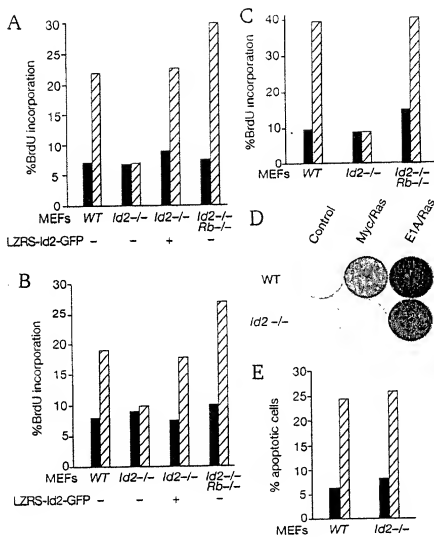 A
%BrdU incorporation
30
25
20
15
10
5
0
MEFs WT Id2−/− Id2−/− Id2−/− Rb−/−
LZRS-Id2-GFP − − + −
B
%BrdU incorporation
30
25
20
15
10
5
0
MEFs WT Id2−/− Id2−/− Id2−/− Rb−/−
LZRS-Id2-GFP − − + −
C
%BrdU incorporation
40
30
20
10
0
MEFs WT Id2−/− Id2−/− Rb−/−
D
Control Myc/Ras E1A/Ras
WT
Id2 −/−
E
% apoptotic cells
30
25
20
15
10
5
0
MEFs WT Id2−/−